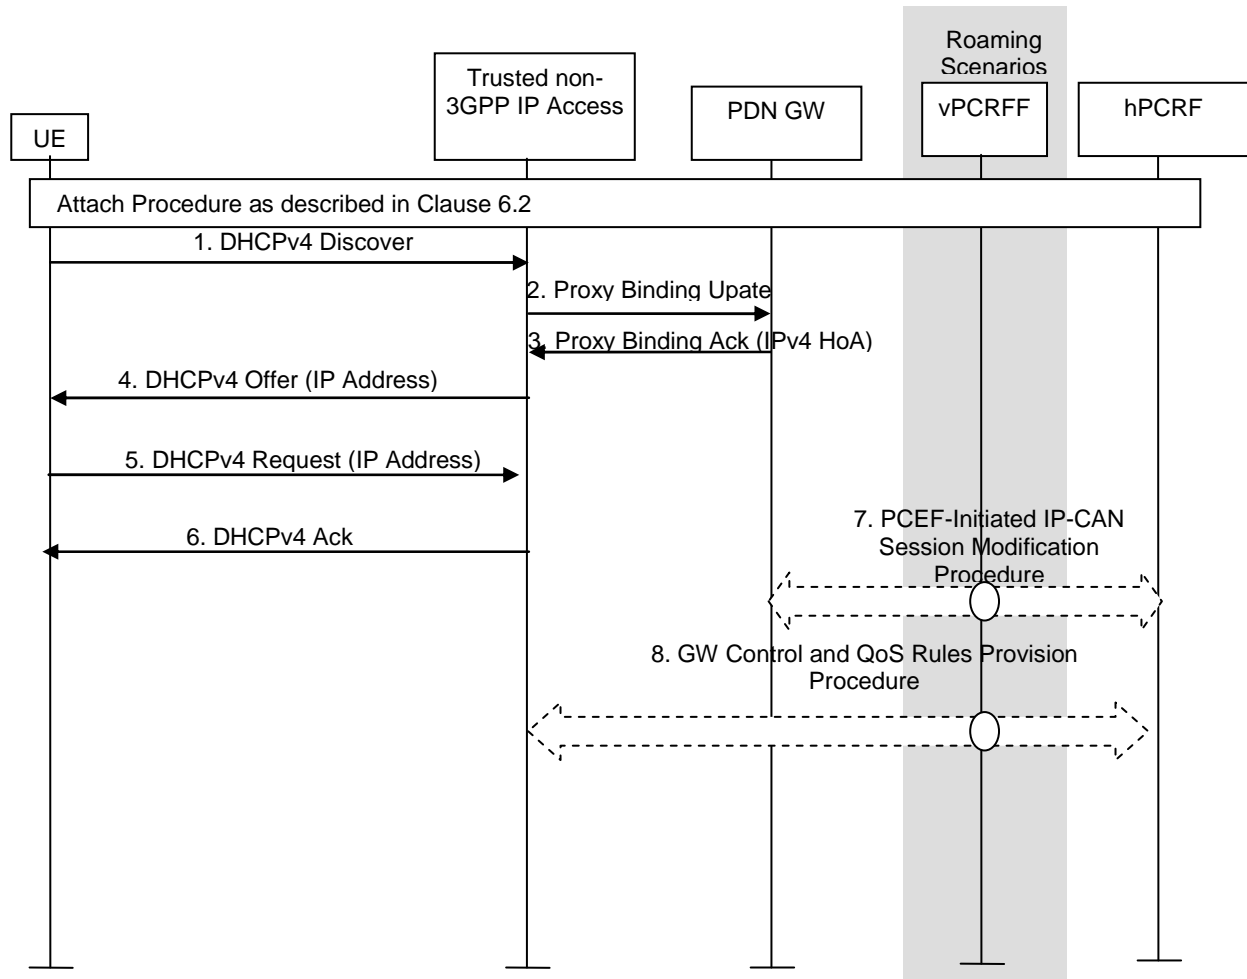 Roaming
Scenarios
Trusted non-
3GPP IP Access
PDN GW
vPCRFF
hPCRF
UE
Attach Procedure as described in Clause 6.2
1. DHCPv4 Discover
2. Proxy Binding Upate
3. Proxy Binding Ack (IPv4 HoA)
4. DHCPv4 Offer (IP Address)
5. DHCPv4 Request (IP Address)
6. DHCPv4 Ack
7. PCEF-Initiated IP-CAN
Session Modification
Procedure
8. GW Control and QoS Rules Provision
Procedure